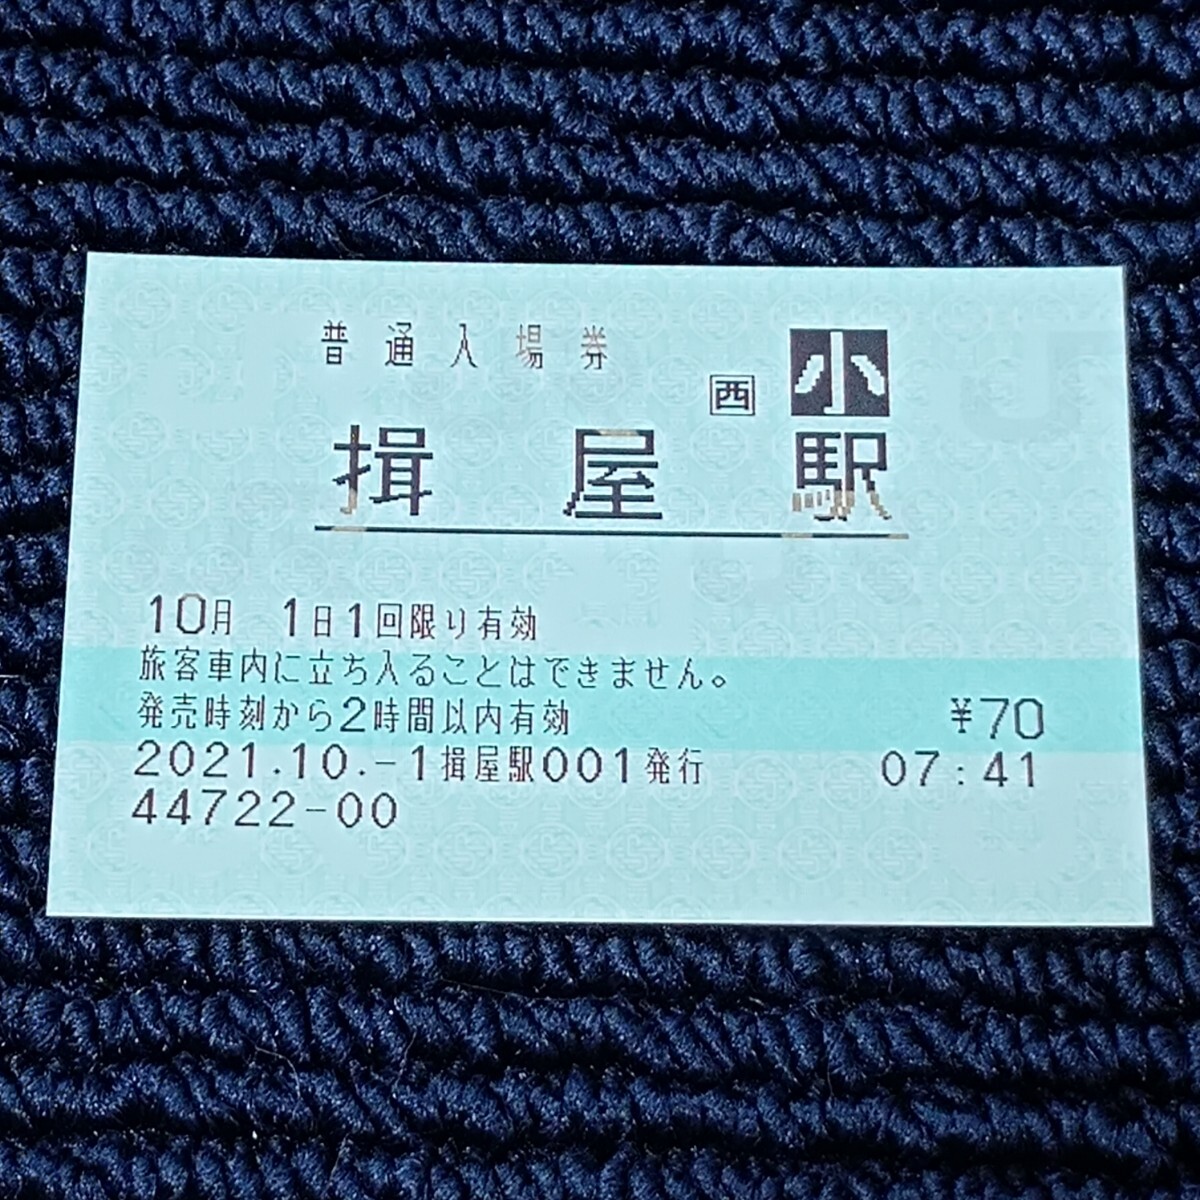 普通入場券
西 小
揖屋駅
10月 1日1回限り有効
旅客車内に立ち入ることはできません。
発売時刻から2時間以内有効 ¥70
2021.10.-1揖屋駅001発行 07:41
44722-00